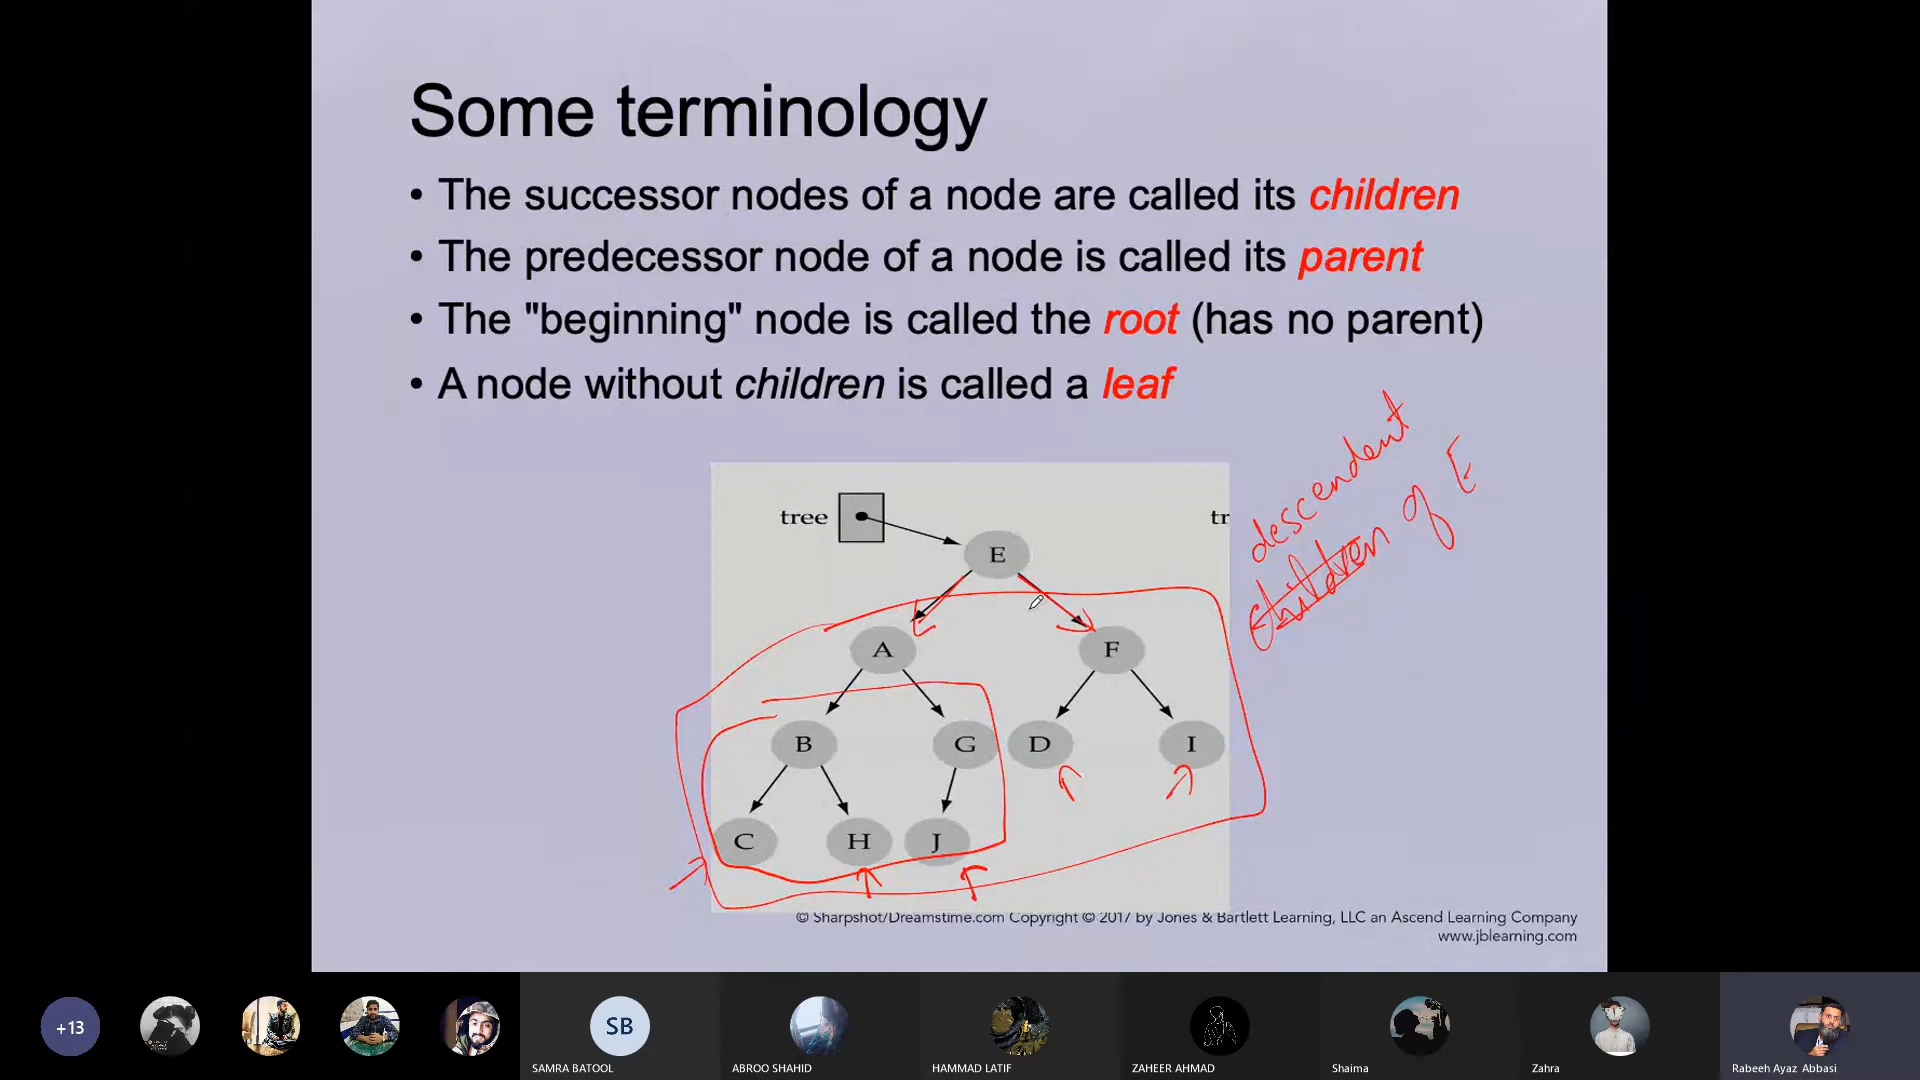 Some terminology
• The successor nodes of a node are called its children
• The predecessor node of a node is called its parent
• The "beginning" node is called the root (has no parent)
• A node without children is called a leaf
descendent
children of E
tree
tr
E
A
F
B
G
D
I
C
H
J
© Sharpshot/Dreamstime.com Copyright © 2017 by Jones & Bartlett Learning, LLC an Ascend Learning Company
www.jblearning.com
+13
SB
SAMRA BATOOL
ABROO SHAHID
HAMMAD LATIF
ZAHEER AHMAD
Shaima
Zahra
Rabeeh Ayaz Abbasi